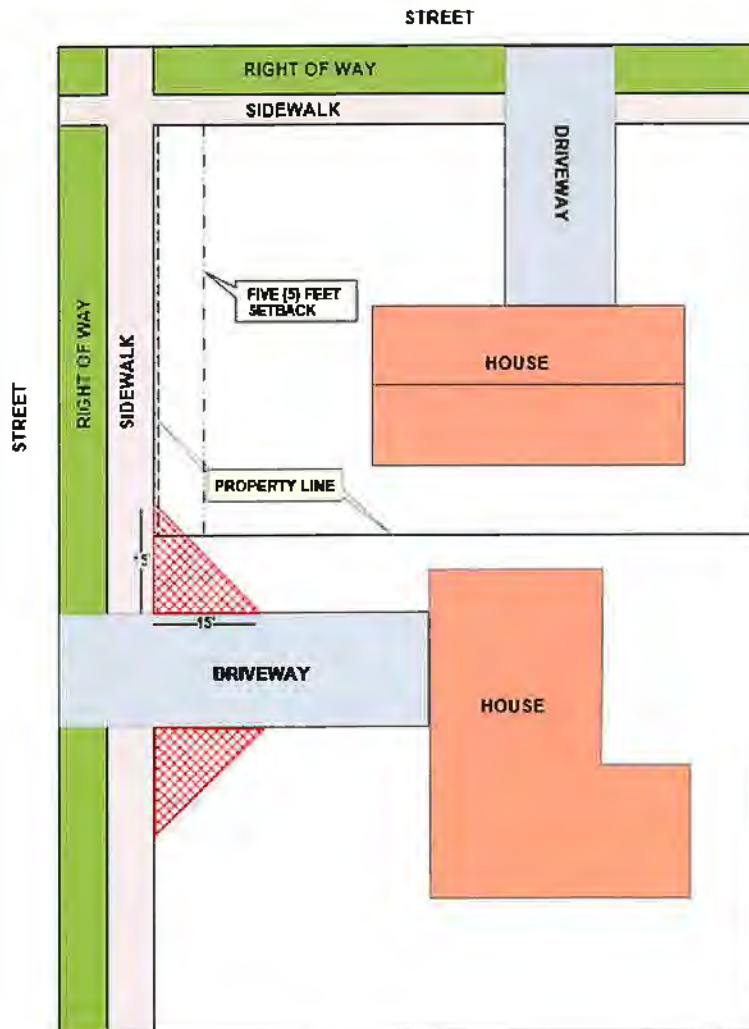 STREET
RIGHT OF WAY
SIDEWALK
DRIVEWAY
FIVE {5} FEET
SETBACK
HOUSE
RIGHT OF WAY
SIDEWALK
STREET
PROPERTY LINE
15'
DRIVEWAY
HOUSE